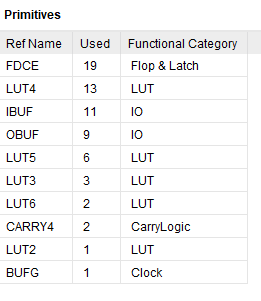 Primitives
Ref Name Used Functional Category
FDCE 19 Flop & Latch
LUT4 13 LUT
IBUF 11 IO
OBUF 9 IO
LUT5 6 LUT
LUT3 3 LUT
LUT6 2 LUT
CARRY4 2 CarryLogic
LUT2 1 LUT
BUFG 1 Clock